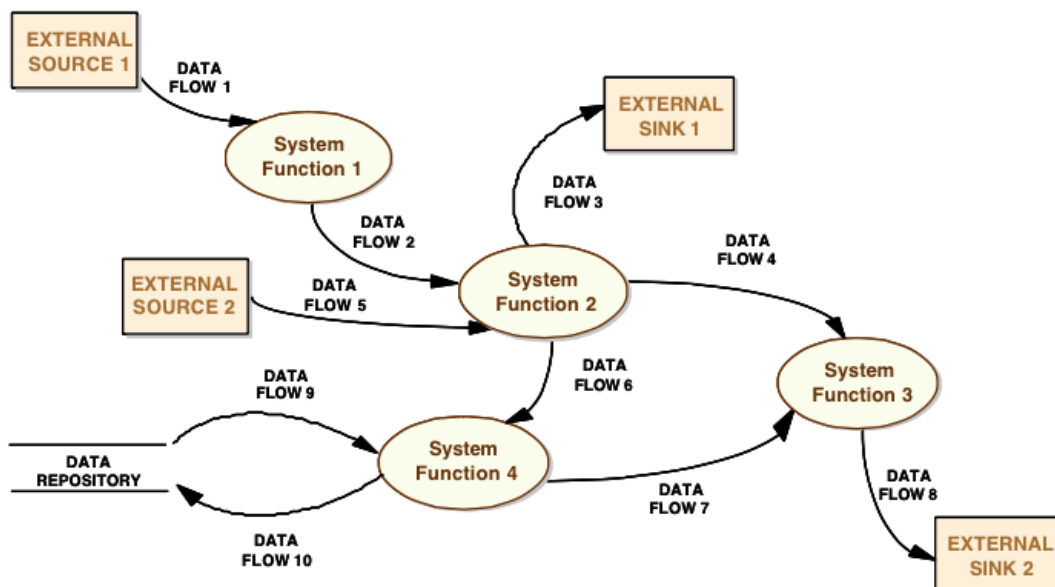 EXTERNAL
SOURCE 1
DATA
FLOW 1
System
Function 1
EXTERNAL
SINK 1
DATA
FLOW 3
DATA
FLOW 2
DATA
FLOW 4
EXTERNAL
SOURCE 2
DATA
FLOW 5
System
Function 2
DATA
FLOW 6
System
Function 3
DATA
FLOW 9
DATA
REPOSITORY
System
Function 4
DATA
FLOW 7
DATA
FLOW 8
DATA
FLOW 10
EXTERNAL
SINK 2